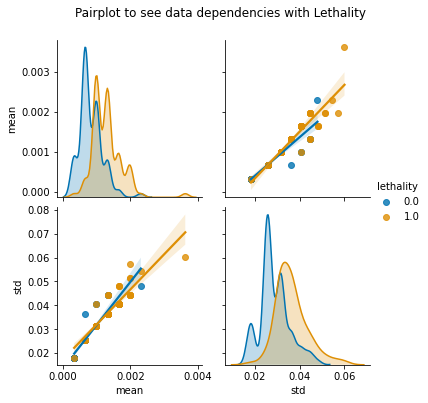 Pairplot to see data dependencies with Lethality
0.003
0.002
0.001
0.000
mean
lethality
0.0
1.0
0.08
0.07
0.06
0.05
0.04
0.03
0.02
std
0.000 0.002 0.004
mean
0.02 0.04 0.06
std